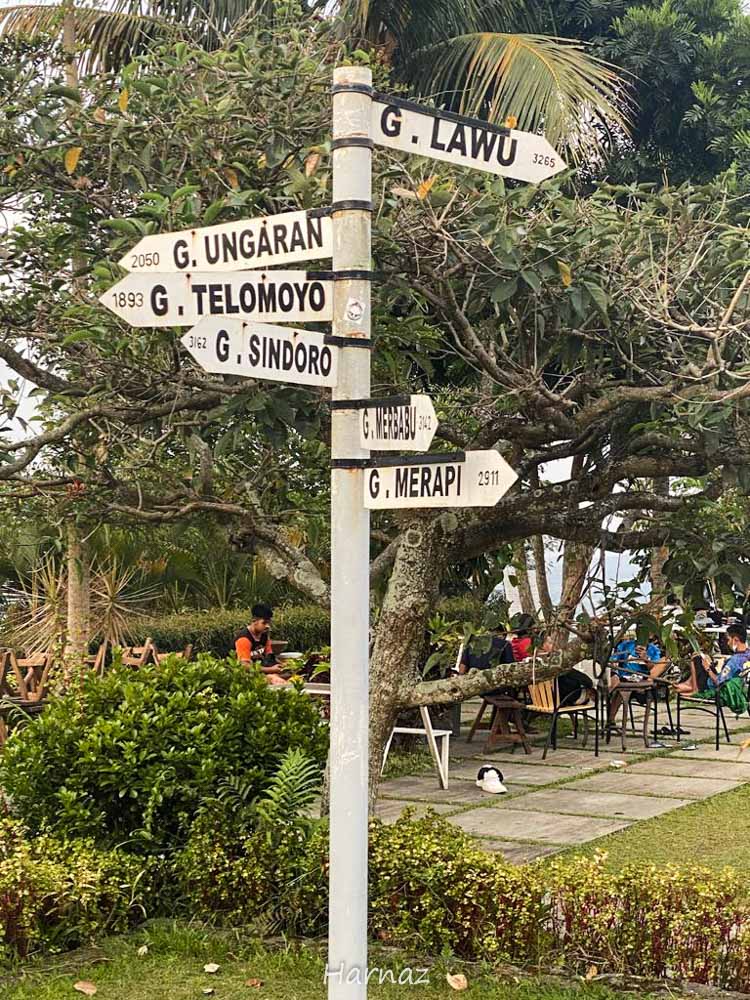 G . LAWU 3265
2050 G. UNGARAN
1893 G . TELOMOYO
3162 G . SINDORO
G . MERBABU 3142
G . MERAPI 2911
Harnaz